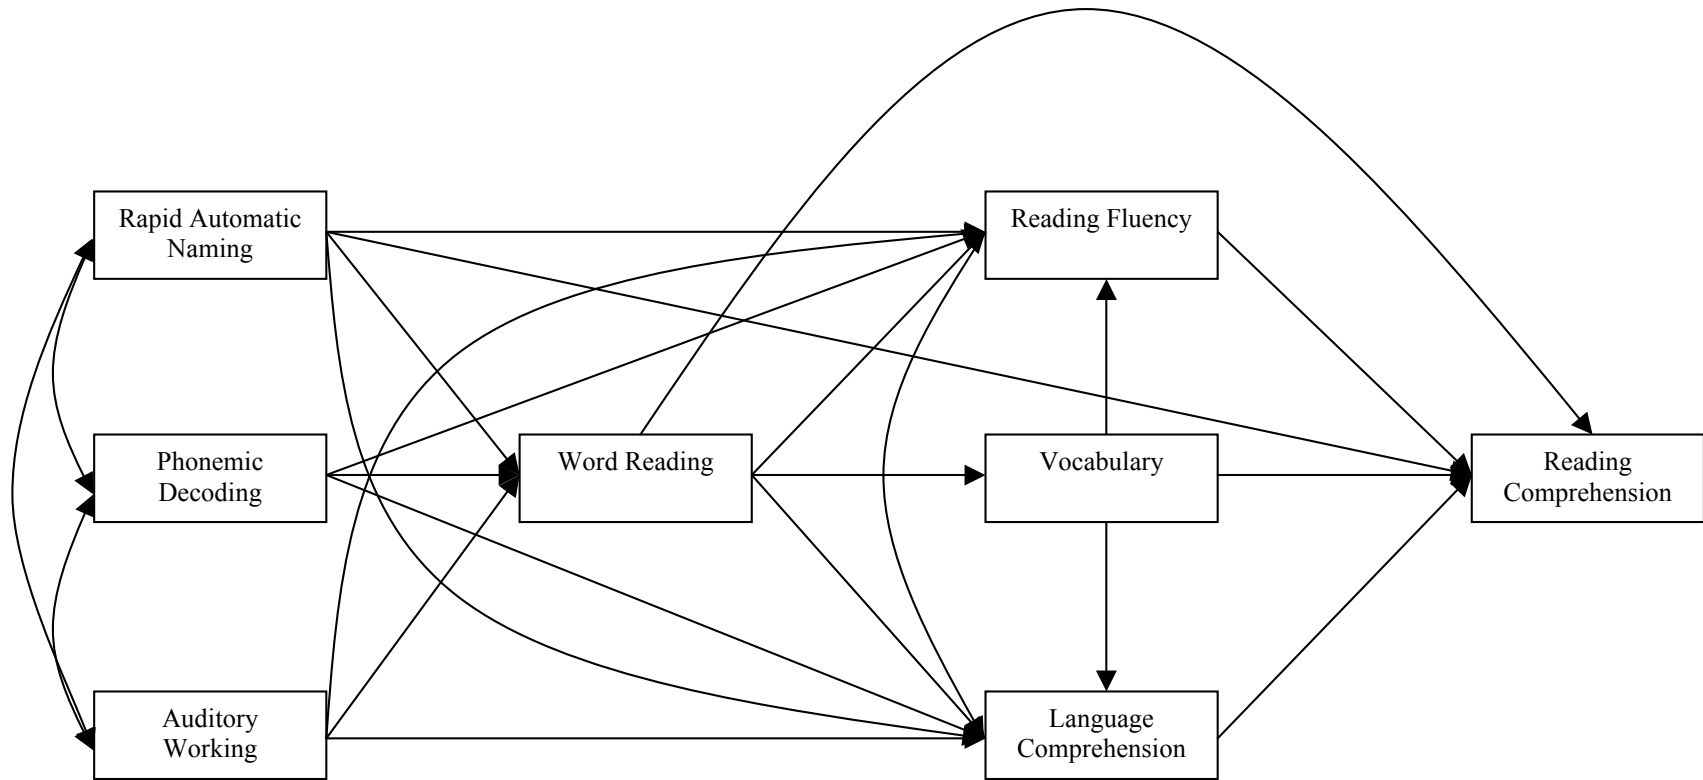 Rapid Automatic
Naming
Reading Fluency
Phonemic
Decoding
Word Reading
Vocabulary
Reading
Comprehension
Auditory
Working
Language
Comprehension